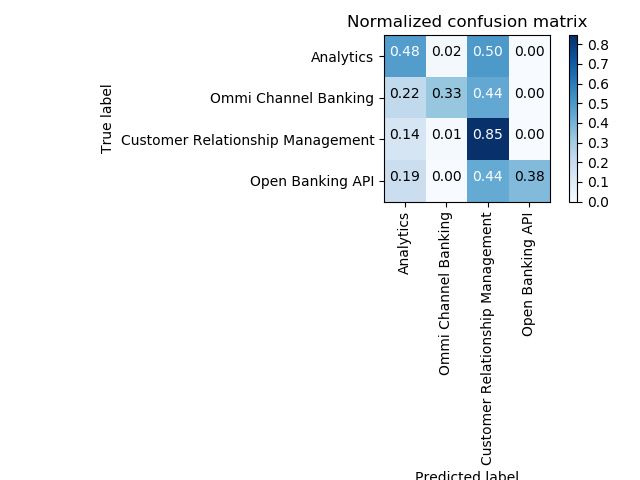 Normalized confusion matrix
True label
Analytics 0.48 0.02 0.50 0.00
Ommi Channel Banking 0.22 0.33 0.44 0.00
Customer Relationship Management 0.14 0.01 0.85 0.00
Open Banking API 0.19 0.00 0.44 0.38
Analytics
Ommi Channel Banking
Customer Relationship Management
Open Banking API
Predicted label
0.8
0.7
0.6
0.5
0.4
0.3
0.2
0.1
0.0